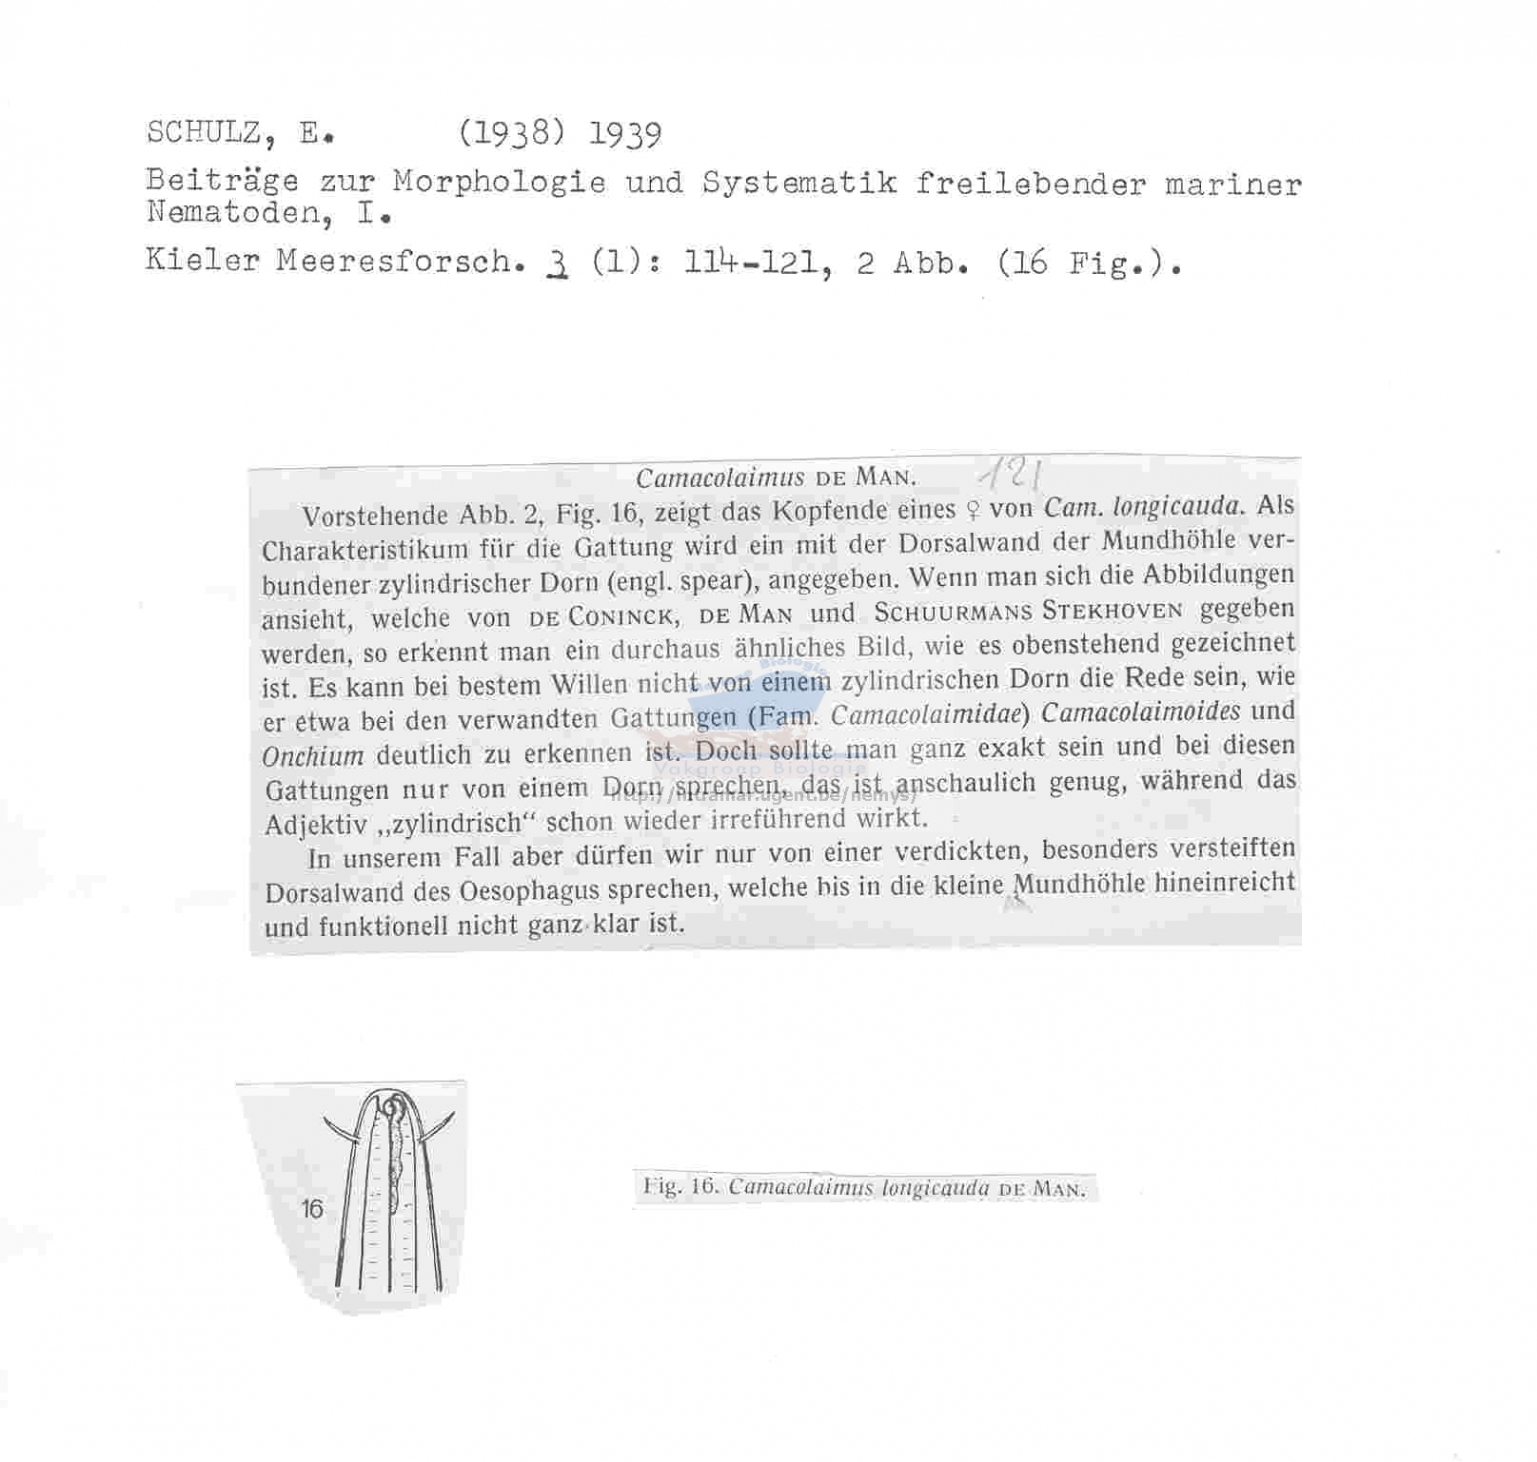 SCHULZ, E. (1938) 1939
Beiträge zur Morphologie und Systematik freilebender mariner
Nematoden, I.
Kieler Meeresforsch. 3 (1): 114-121, 2 Abb. (16 Fig.).
Camacolaimus DE MAN. 121
Vorstehende Abb. 2, Fig. 16, zeigt das Kopfende eines ♀ von Cam. longicauda. Als
Charakteristikum für die Gattung wird ein mit der Dorsalwand der Mundhöhle ver-
bundener zylindrischer Dorn (engl. spear), angegeben. Wenn man sich die Abbildungen
ansieht, welche von DE CONINCK, DE MAN und SCHUURMANS STEKHOVEN gegeben
werden, so erkennt man ein durchaus ähnliches Bild, wie es obenstehend gezeichnet
ist. Es kann bei bestem Willen nicht von einem zylindrischen Dorn die Rede sein, wie
er etwa bei den verwandten Gattungen (Fam. Camacolaimidae) Camacolaimoides und
Onchium deutlich zu erkennen ist. Doch sollte man ganz exakt sein und bei diesen
Vakgroep Biologie
Gattungen nur von einem Dorn sprechen, das ist anschaulich genug, während das
http://intramar.ugent.be/nemys/
Adjektiv „zylindrisch“ schon wieder irreführend wirkt.
In unserem Fall aber dürfen wir nur von einer verdickten, besonders versteiften
Dorsalwand des Oesophagus sprechen, welche bis in die kleine Mundhöhle hineinreicht
und funktionell nicht ganz klar ist.
16
Fig. 16. Camacolaimus longicauda DE MAN.